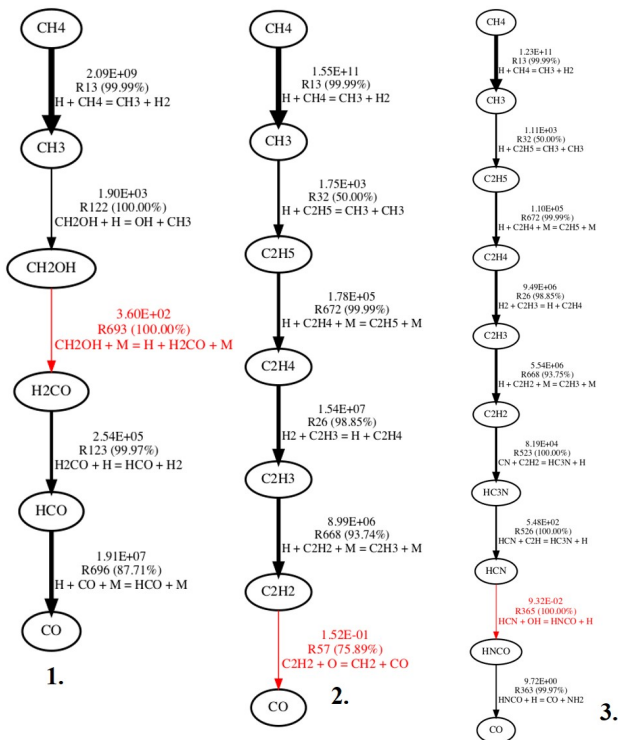 CH4
2.09E+09
R13 (99.99%)
H + CH4 = CH3 + H2
CH3
1.90E+03
R122 (100.00%)
CH2OH + H = OH + CH3
CH2OH
3.60E+02
R693 (100.00%)
CH2OH + M = H + H2CO + M
H2CO
2.54E+05
R123 (99.97%)
H2CO + H = HCO + H2
HCO
1.91E+07
R696 (87.71%)
H + CO + M = HCO + M
CO
1.
CH4
1.55E+11
R13 (99.99%)
H + CH4 = CH3 + H2
CH3
1.75E+03
R32 (50.00%)
H + C2H5 = CH3 + CH3
C2H5
1.78E+05
R672 (99.99%)
H + C2H4 + M = C2H5 + M
C2H4
1.54E+07
R26 (98.85%)
H2 + C2H3 = H + C2H4
C2H3
8.99E+06
R668 (93.74%)
H + C2H2 + M = C2H3 + M
C2H2
1.52E-01
R57 (75.89%)
C2H2 + O = CH2 + CO
CO
2.
CH4
1.23E+11
R13 (99.99%)
H + CH4 = CH3 + H2
CH3
1.11E+03
R32 (50.00%)
H + C2H5 = CH3 + CH3
C2H5
1.10E+05
R672 (99.99%)
H + C2H4 + M = C2H5 + M
C2H4
9.49E+06
R26 (98.85%)
H2 + C2H3 = H + C2H4
C2H3
5.54E+06
R668 (93.75%)
H + C2H2 + M = C2H3 + M
C2H2
8.19E+04
R523 (100.00%)
CN + C2H2 = HC3N + H
HC3N
5.48E+02
R526 (100.00%)
HCN + C2H = HC3N + H
HCN
9.32E-02
R365 (100.00%)
HCN + OH = HNCO + H
HNCO
9.72E+00
R363 (99.97%)
HNCO + H = CO + NH2
CO
3.